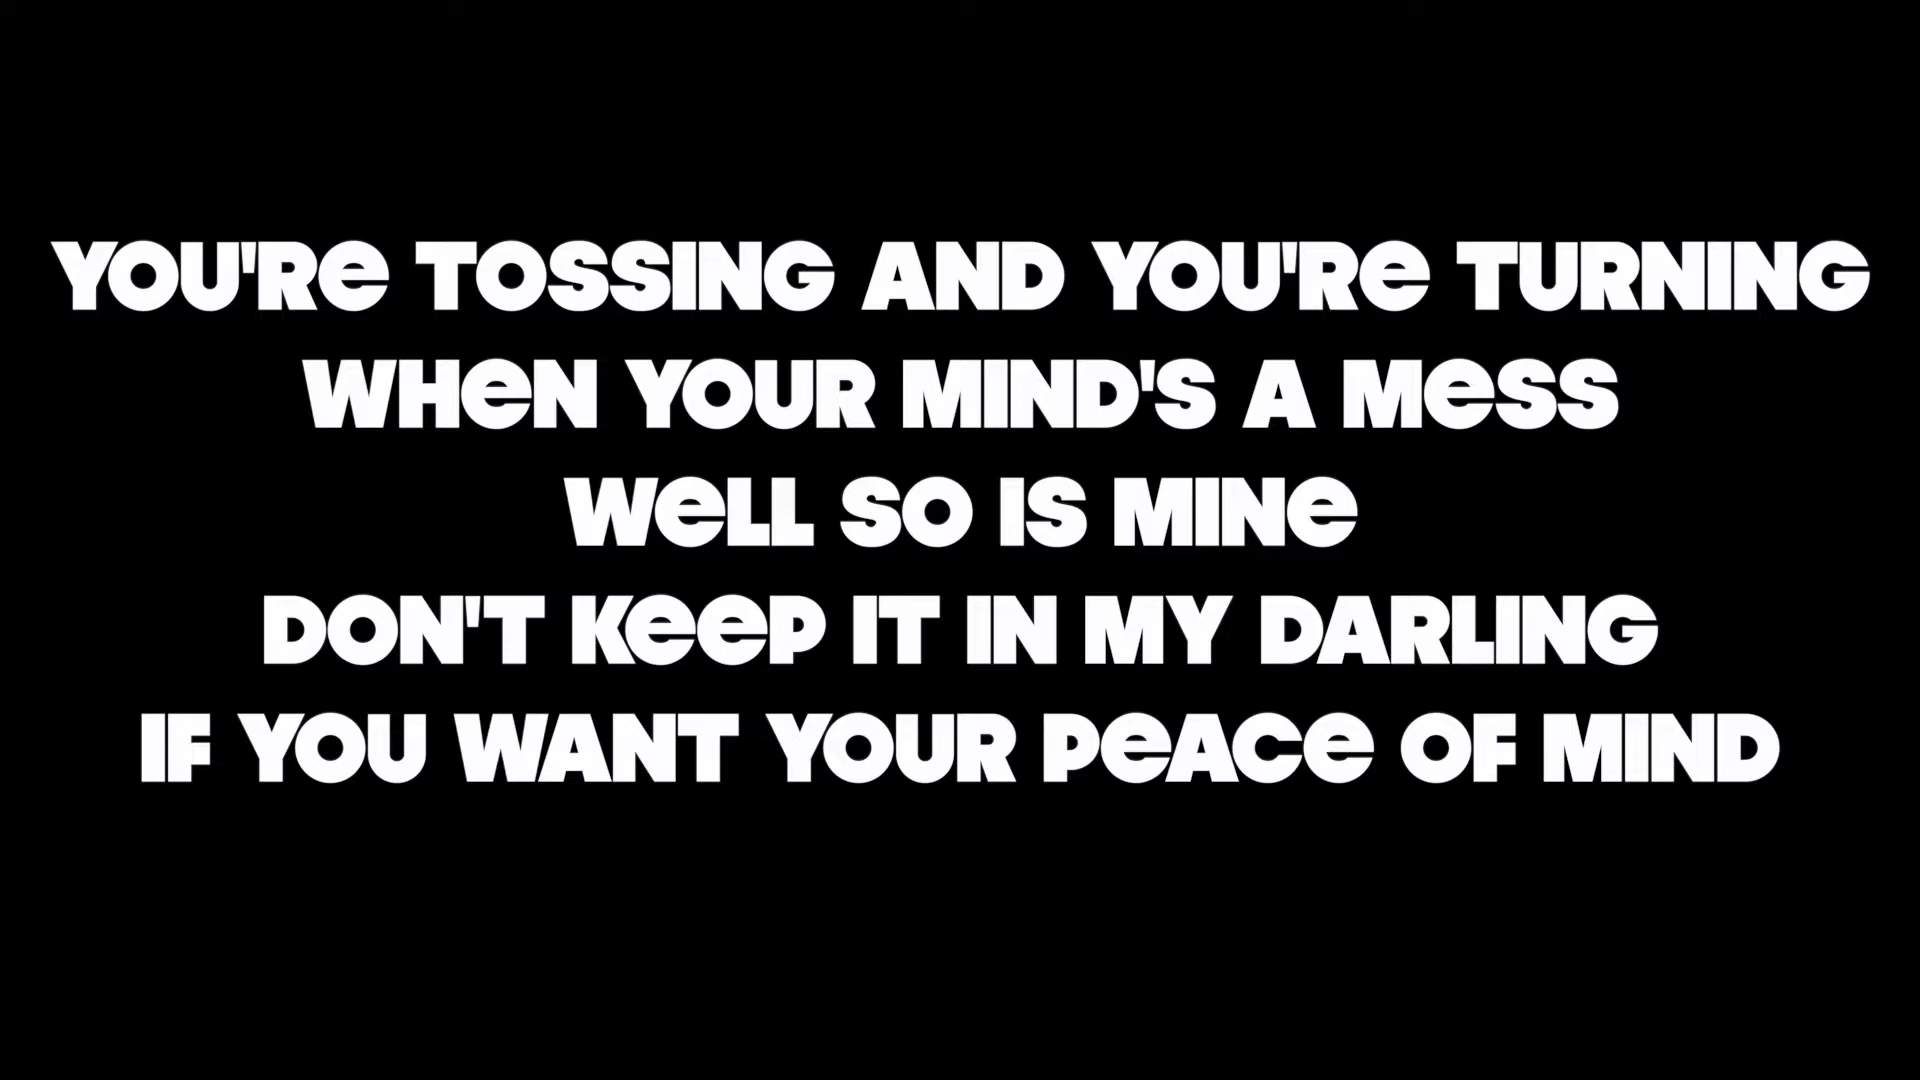 YOU'RE TOSSING AND YOU'RE TURNING
WHEN YOUR MIND'S A MESS
WELL SO IS MINE
DON'T KEEP IT IN MY DARLING
IF YOU WANT YOUR PEACE OF MIND